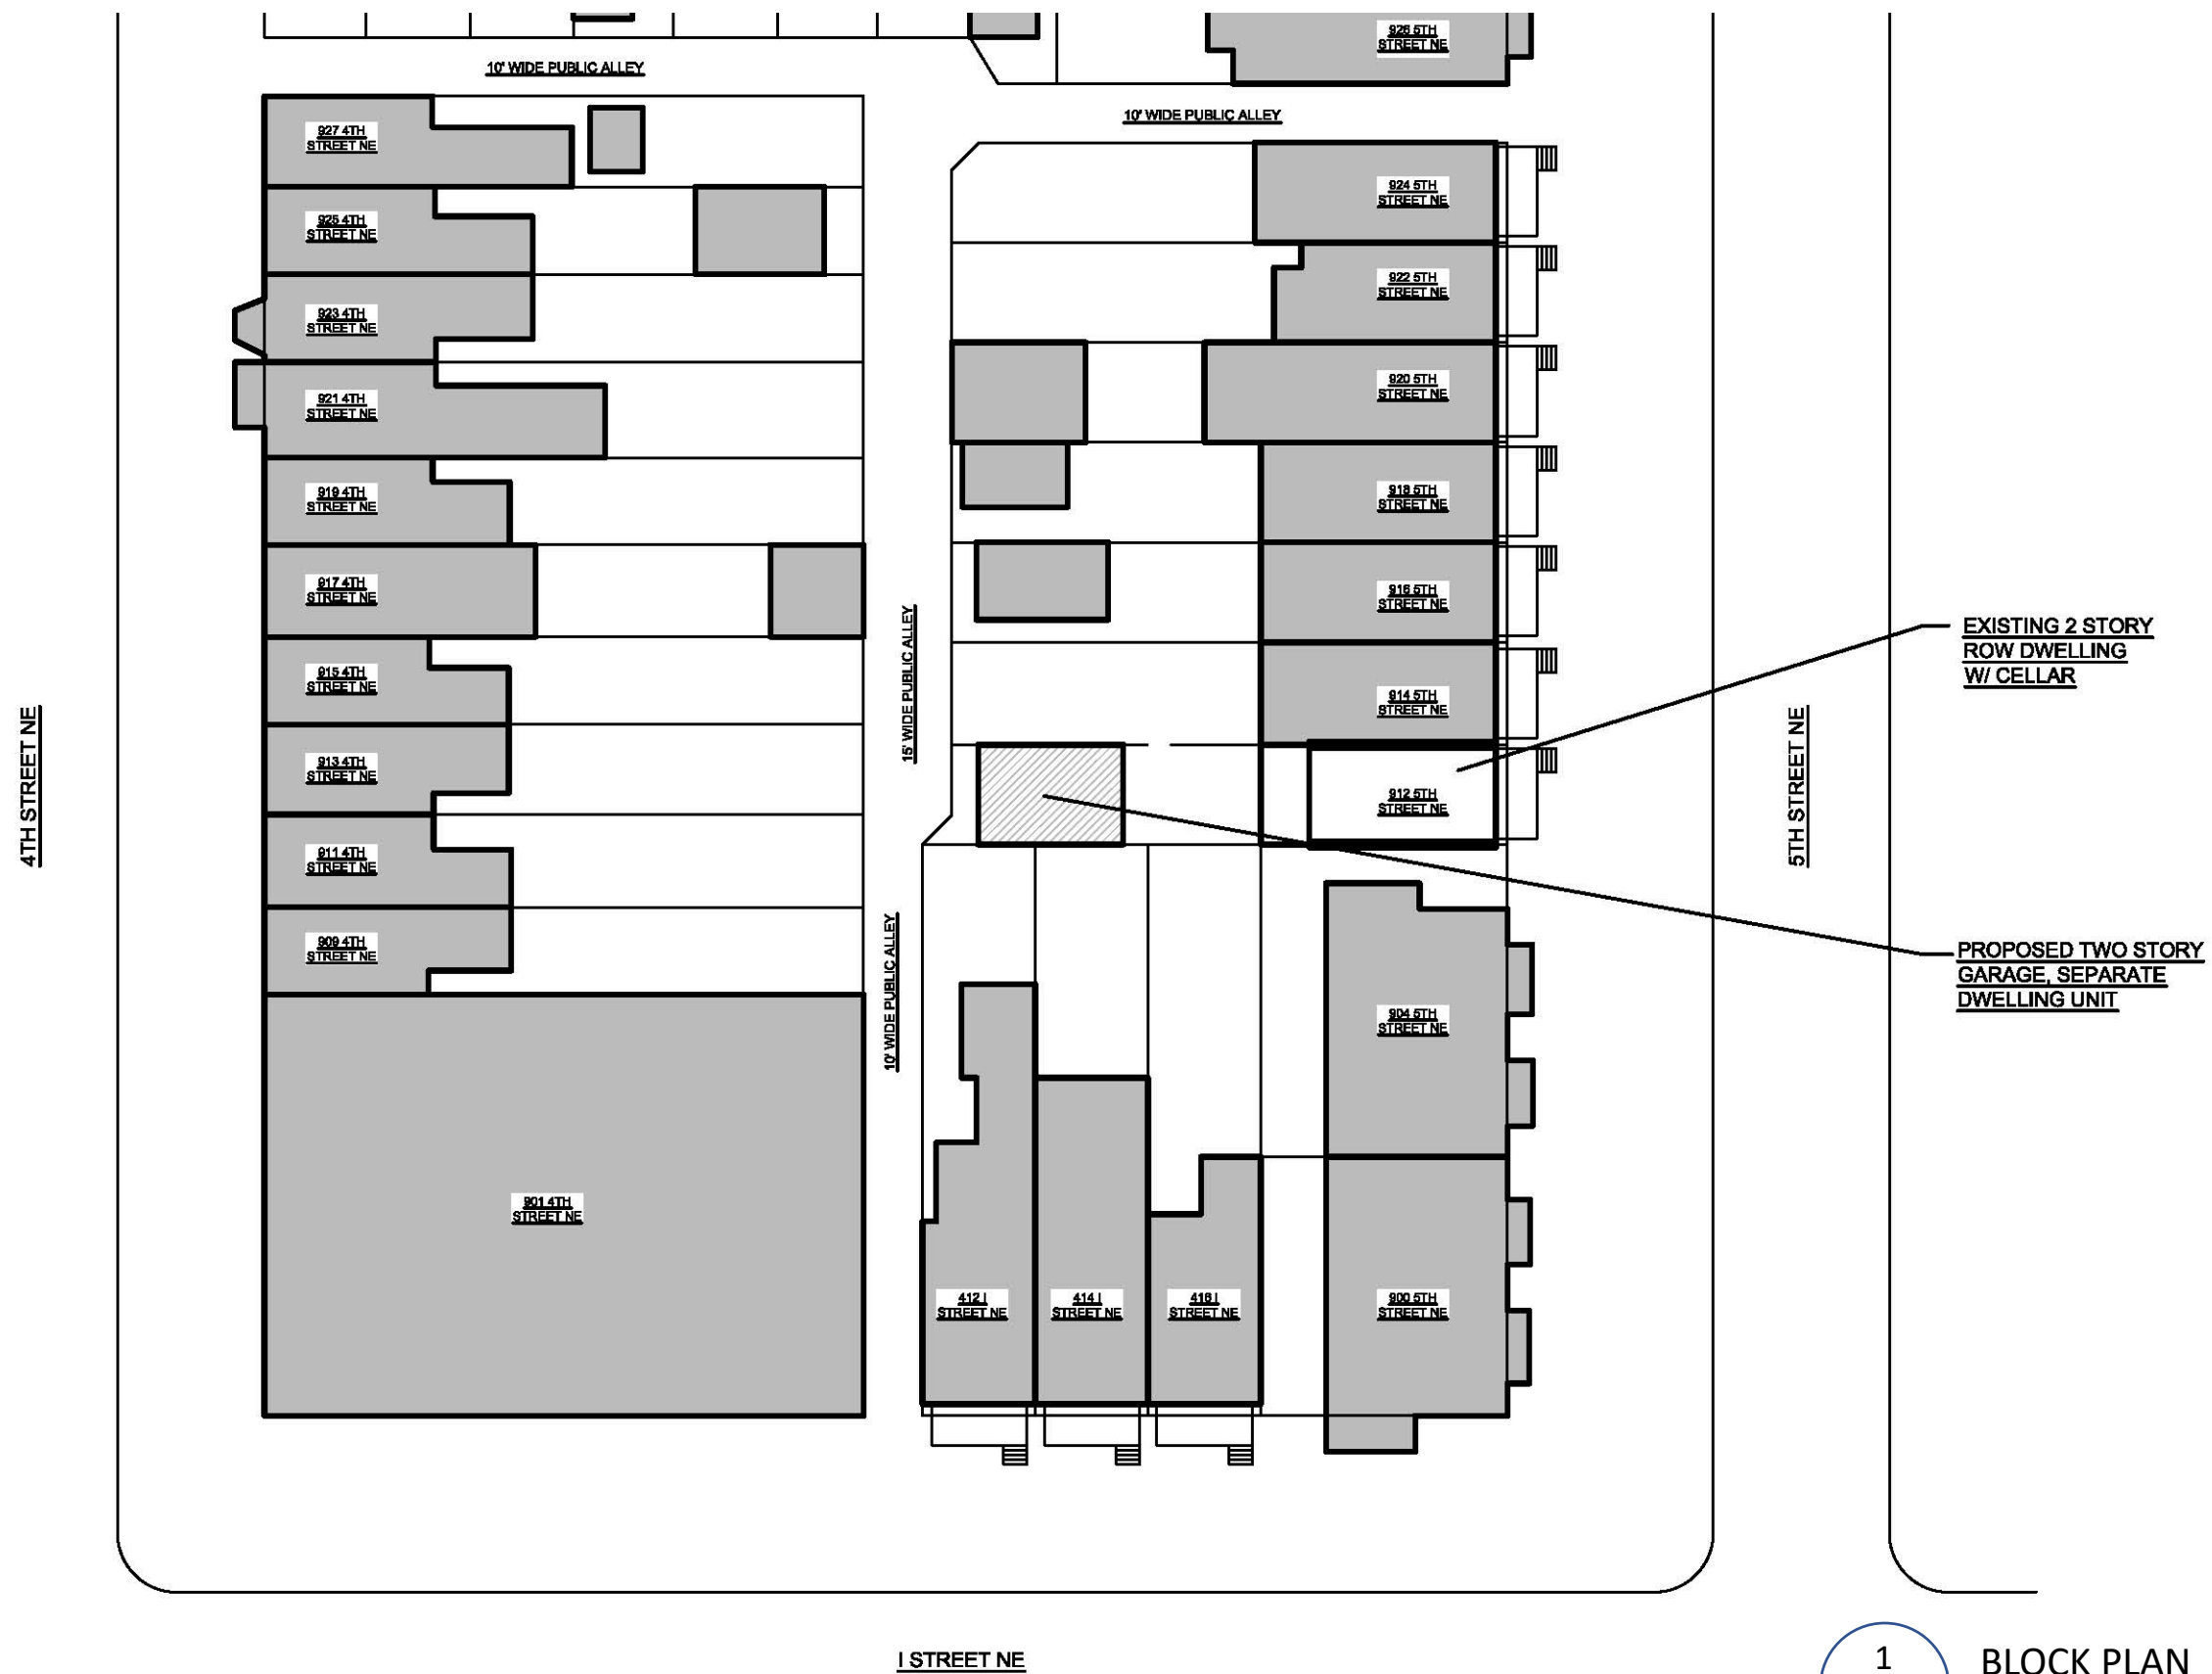 926 5TH
STREET NE
10' WIDE PUBLIC ALLEY
10' WIDE PUBLIC ALLEY
927 4TH
STREET NE
925 4TH
STREET NE
923 4TH
STREET NE
921 4TH
STREET NE
919 4TH
STREET NE
917 4TH
STREET NE
915 4TH
STREET NE
913 4TH
STREET NE
911 4TH
STREET NE
909 4TH
STREET NE
901 4TH
STREET NE
924 5TH
STREET NE
922 5TH
STREET NE
920 5TH
STREET NE
918 5TH
STREET NE
916 5TH
STREET NE
914 5TH
STREET NE
912 5TH
STREET NE
904 5TH
STREET NE
900 5TH
STREET NE
412 I
STREET NE
414 I
STREET NE
416 I
STREET NE
15' WIDE PUBLIC ALLEY
10' WIDE PUBLIC ALLEY
4TH STREET NE
5TH STREET NE
EXISTING 2 STORY
ROW DWELLING
W/ CELLAR
PROPOSED TWO STORY
GARAGE, SEPARATE
DWELLING UNIT
I STREET NE
1
BLOCK PLAN